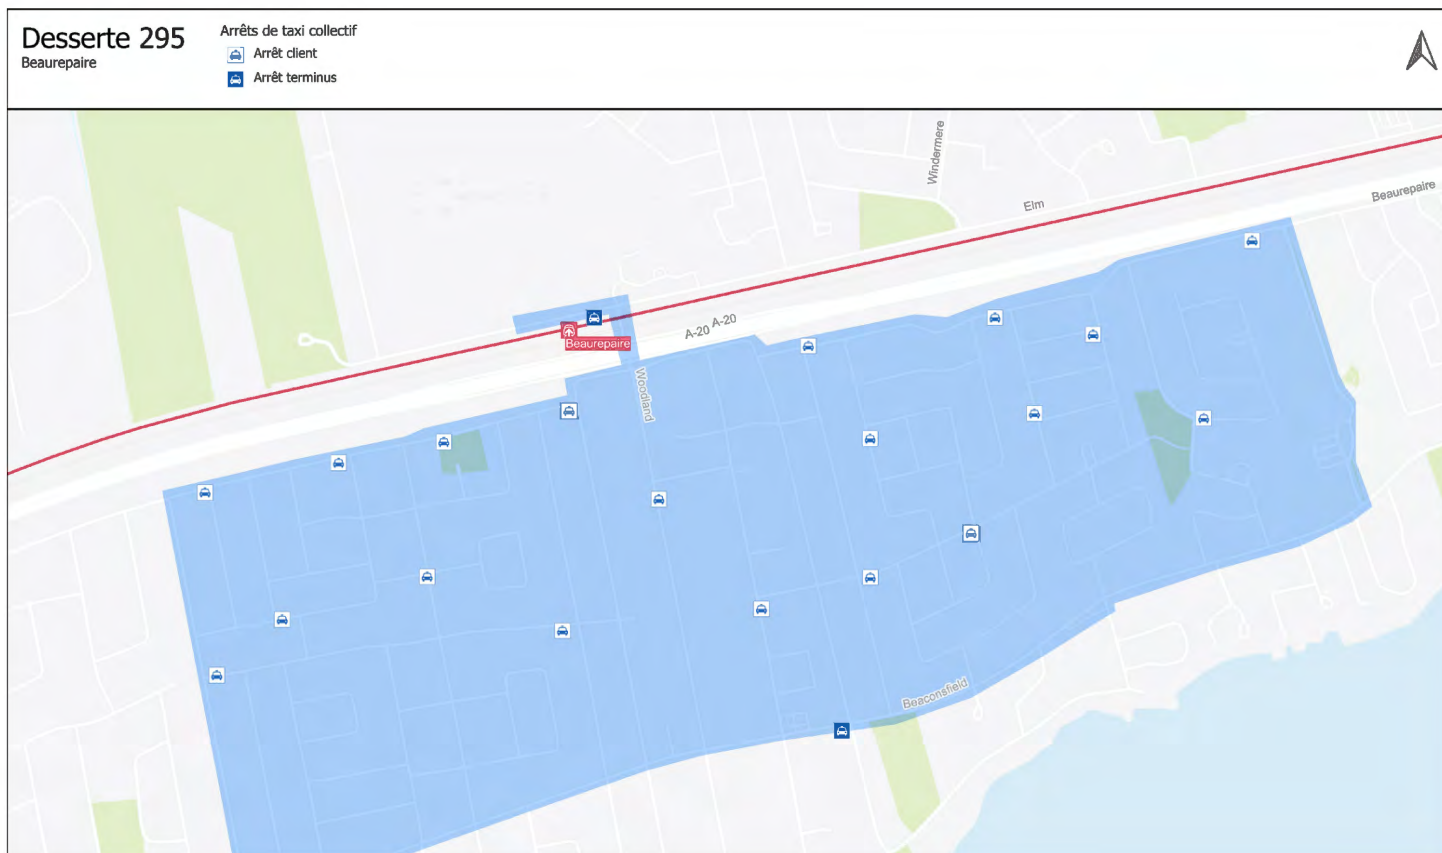 Desserte 295
Beaurepaire
Arrêts de taxi collectif
Arrêt client
Arrêt terminus
Windermere
Elm
Beaurepaire
A-20
A-20
Beaurepaire
Woodland
Beaconsfield